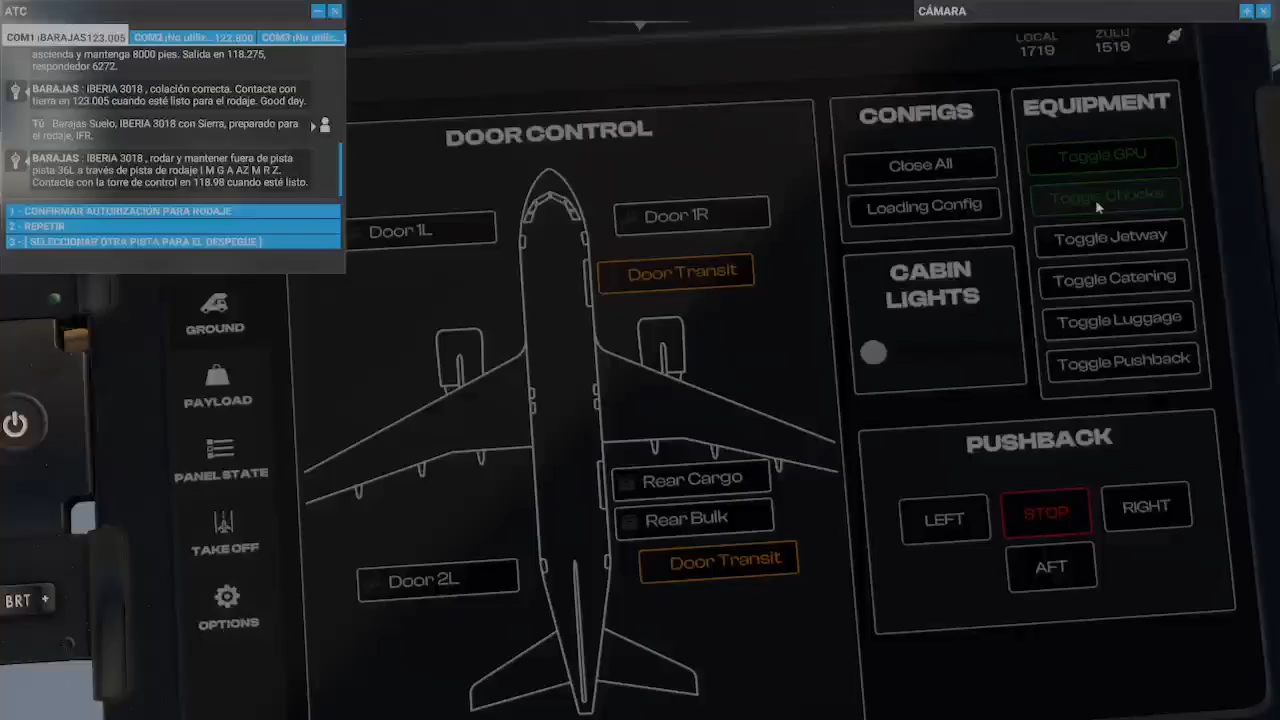 ATC
COM1 :BARAJAS123.005
COM2
122.800
COM3
ascienda y mantenga 8000 pies. Salida en 118.275,
respondedor 6272.
BARAJAS : IBERIA 3018 , colación correcta. Contacte con
tierra en 123.005 cuando esté listo para el rodaje. Good day.
Tú : Barajas Suelo, IBERIA 3018 con Sierra, preparado para
el rodaje, IFR.
BARAJAS : IBERIA 3018 , rodar y mantener fuera de pista
pista 36L a través de pista de rodaje I M G A AZ M R Z.
Contacte con la torre de control en 118.98 cuando esté listo.
1 - CONFIRMAR AUTORIZACIÓN PARA RODAJE
2 - REPETIR
3 - [ SELECCIONAR OTRA PISTA PARA EL DESPEGUE ]
CÁMARA
LOCAL
1719
ZULU
1519
DOOR CONTROL
Door 1L
Door 1R
Door Transit
Rear Cargo
Rear Bulk
Door Transit
Door 2L
GROUND
PAYLOAD
PANEL STATE
TAKE OFF
OPTIONS
BRT +
CONFIGS
Close All
Loading Config
CABIN
LIGHTS
EQUIPMENT
Toggle GPU
Toggle Chocks
Toggle Jetway
Toggle Catering
Toggle Luggage
Toggle Pushback
PUSHBACK
LEFT
STOP
RIGHT
AFT